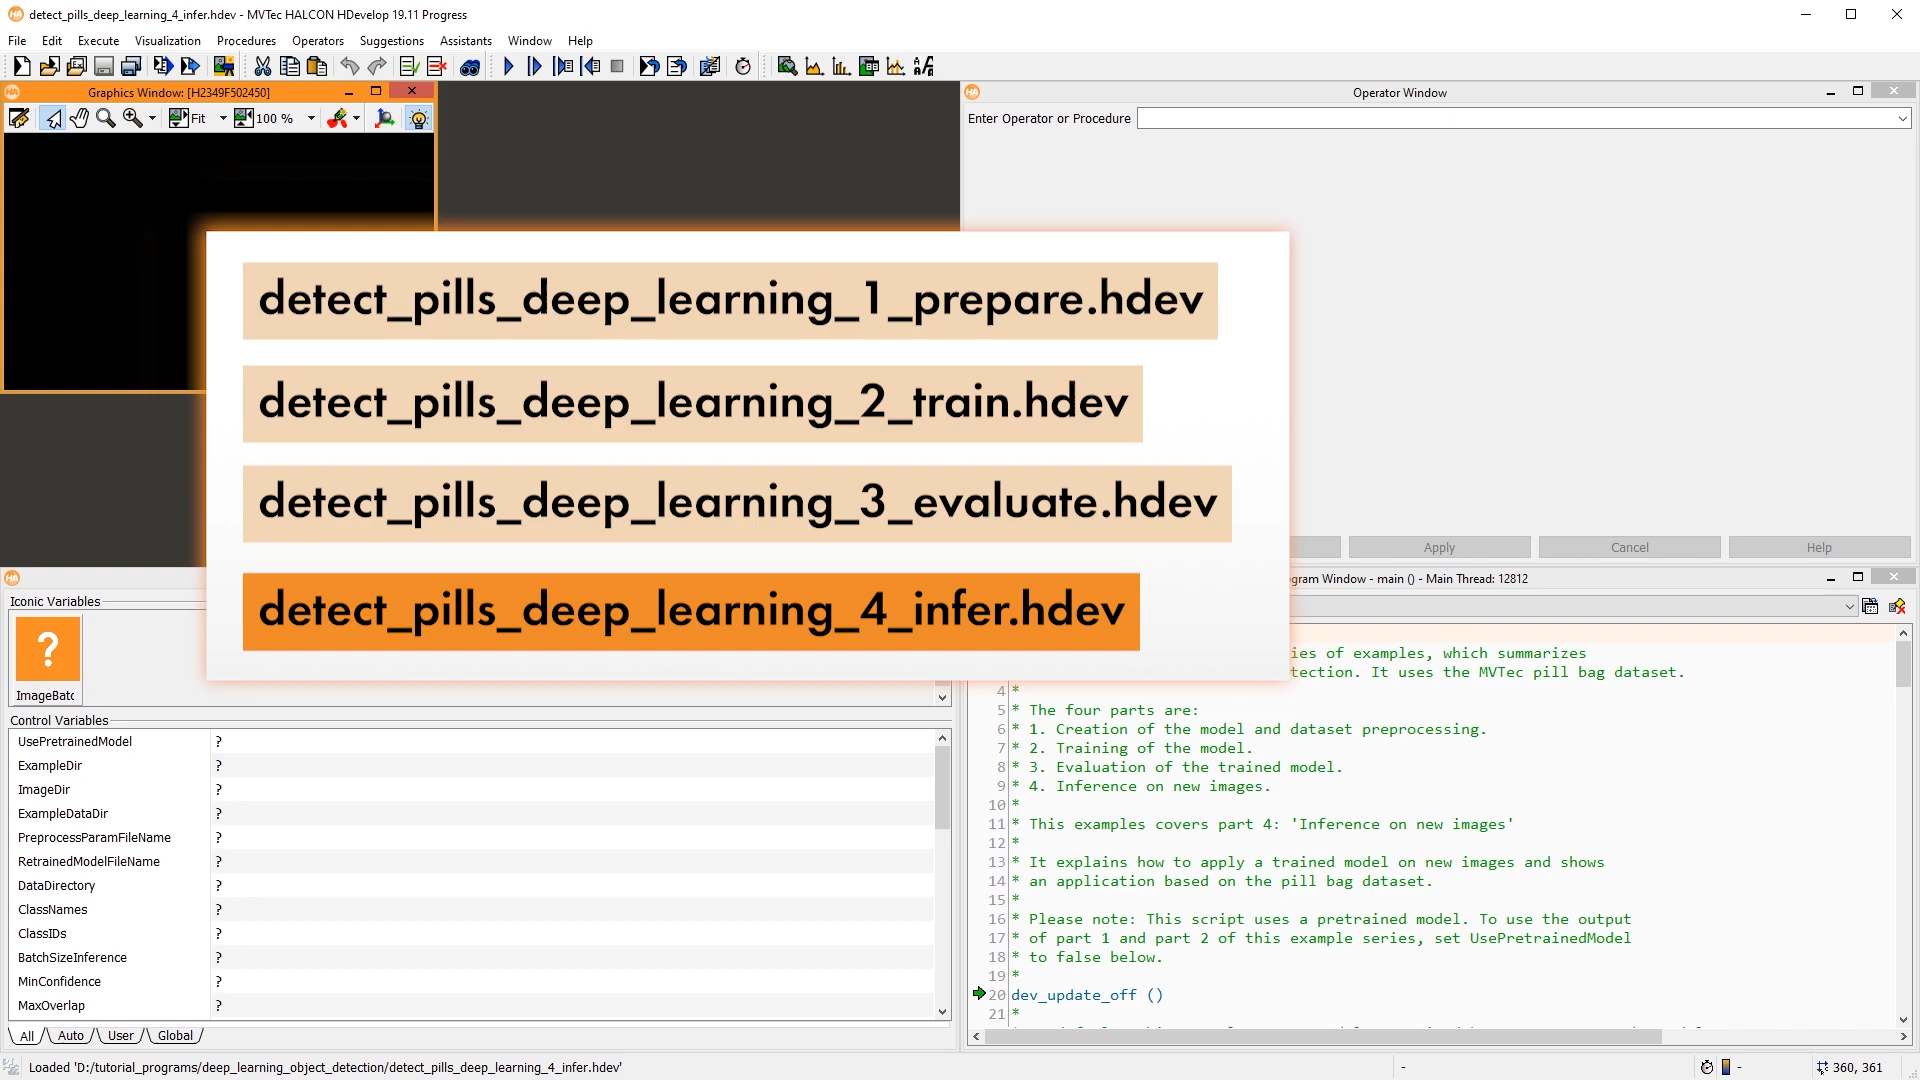 detect_pills_deep_learning_4_infer.hdev - MVTec HALCON HDevelop 19.11 Progress
File Edit Execute Visualization Procedures Operators Suggestions Assistants Window Help
Graphics Window: [H2349F502450]
Fit 100 %
Operator Window
Enter Operator or Procedure
detect_pills_deep_learning_1_prepare.hdev
detect_pills_deep_learning_2_train.hdev
detect_pills_deep_learning_3_evaluate.hdev
detect_pills_deep_learning_4_infer.hdev
Apply Cancel Help
gram Window - main () - Main Thread: 12812
Iconic Variables
?
ImageBatc
Control Variables
UsePretrainedModel ?
ExampleDir ?
ImageDir ?
ExampleDataDir ?
PreprocessParamFileName ?
RetrainedModelFileName ?
DataDirectory ?
ClassNames ?
ClassIDs ?
BatchSizeInference ?
MinConfidence ?
MaxOverlap ?
All Auto User Global
ies of examples, which summarizes
tection. It uses the MVTec pill bag dataset.
4 *
5 * The four parts are:
6 * 1. Creation of the model and dataset preprocessing.
7 * 2. Training of the model.
8 * 3. Evaluation of the trained model.
9 * 4. Inference on new images.
10 *
11 * This examples covers part 4: 'Inference on new images'
12 *
13 * It explains how to apply a trained model on new images and shows
14 * an application based on the pill bag dataset.
15 *
16 * Please note: This script uses a pretrained model. To use the output
17 * of part 1 and part 2 of this example series, set UsePretrainedModel
18 * to false below.
19 *
20 dev_update_off ()
21 *
Loaded 'D:/tutorial_programs/deep_learning_object_detection/detect_pills_deep_learning_4_infer.hdev'
- - 360, 361